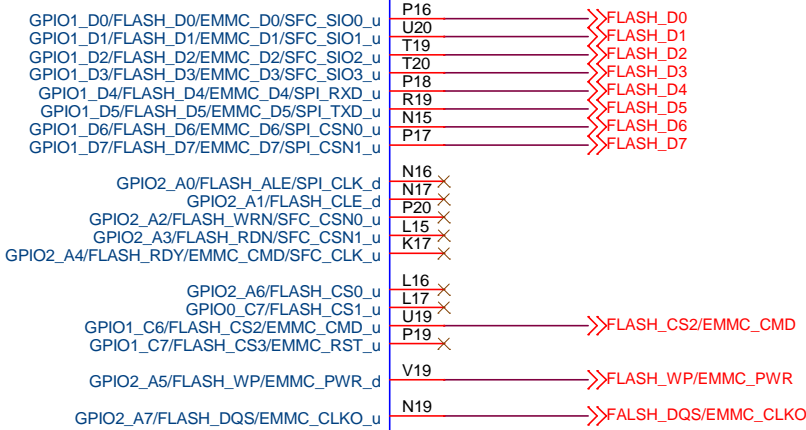 GPIO1_D0/FLASH_D0/EMMC_D0/SFC_SIO0_u P16 FLASH_D0
GPIO1_D1/FLASH_D1/EMMC_D1/SFC_SIO1_u U20 FLASH_D1
GPIO1_D2/FLASH_D2/EMMC_D2/SFC_SIO2_u T19 FLASH_D2
GPIO1_D3/FLASH_D3/EMMC_D3/SFC_SIO3_u T20 FLASH_D3
GPIO1_D4/FLASH_D4/EMMC_D4/SPI_RXD_u P18 FLASH_D4
GPIO1_D5/FLASH_D5/EMMC_D5/SPI_TXD_u R19 FLASH_D5
GPIO1_D6/FLASH_D6/EMMC_D6/SPI_CSN0_u N15 FLASH_D6
GPIO1_D7/FLASH_D7/EMMC_D7/SPI_CSN1_u P17 FLASH_D7
GPIO2_A0/FLASH_ALE/SPI_CLK_d N16
GPIO2_A1/FLASH_CLE_d N17
GPIO2_A2/FLASH_WRN/SFC_CSN0_u P20
GPIO2_A3/FLASH_RDN/SFC_CSN1_u L15
GPIO2_A4/FLASH_RDY/EMMC_CMD/SFC_CLK_u K17
GPIO2_A6/FLASH_CS0_u L16
GPIO0_C7/FLASH_CS1_u L17
GPIO1_C6/FLASH_CS2/EMMC_CMD_u U19 FLASH_CS2/EMMC_CMD
GPIO1_C7/FLASH_CS3/EMMC_RST_u P19
GPIO2_A5/FLASH_WP/EMMC_PWR_d V19 FLASH_WP/EMMC_PWR
GPIO2_A7/FLASH_DQS/EMMC_CLKO_u N19 FALSH_DQS/EMMC_CLKO